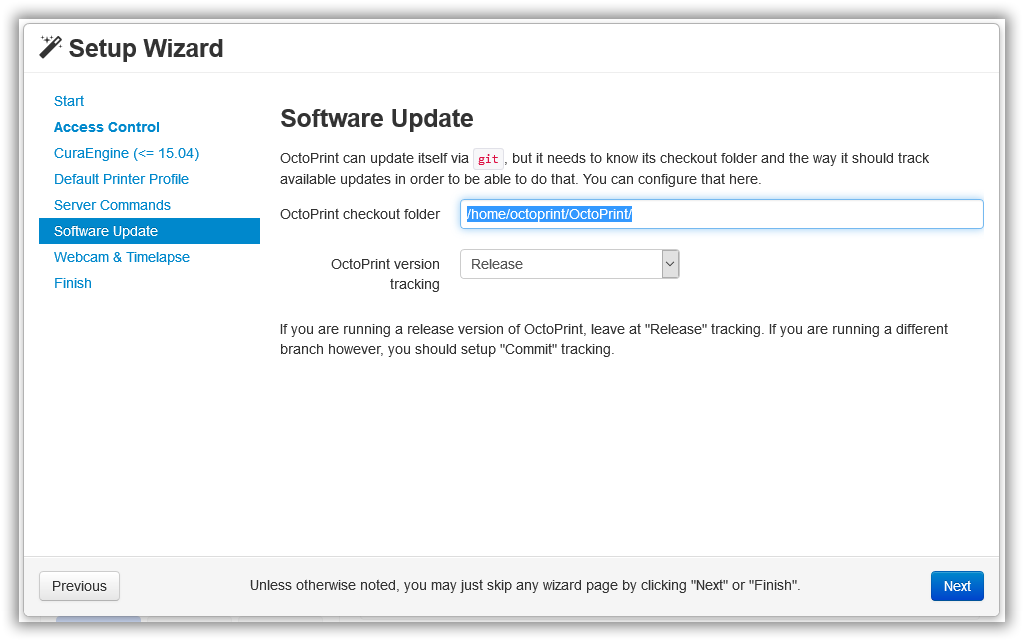 Setup Wizard
Start
Access Control
CuraEngine (<= 15.04)
Default Printer Profile
Server Commands
Software Update
Webcam & Timelapse
Finish
Software Update
OctoPrint can update itself via git, but it needs to know its checkout folder and the way it should track
available updates in order to be able to do that. You can configure that here.
OctoPrint checkout folder /home/octoprint/OctoPrint/
OctoPrint version Release
tracking
If you are running a release version of OctoPrint, leave at "Release" tracking. If you are running a different
branch however, you should setup "Commit" tracking.
Previous Unless otherwise noted, you may just skip any wizard page by clicking "Next" or "Finish". Next